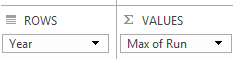 ROWS
Σ VALUES
Year
Max of Run